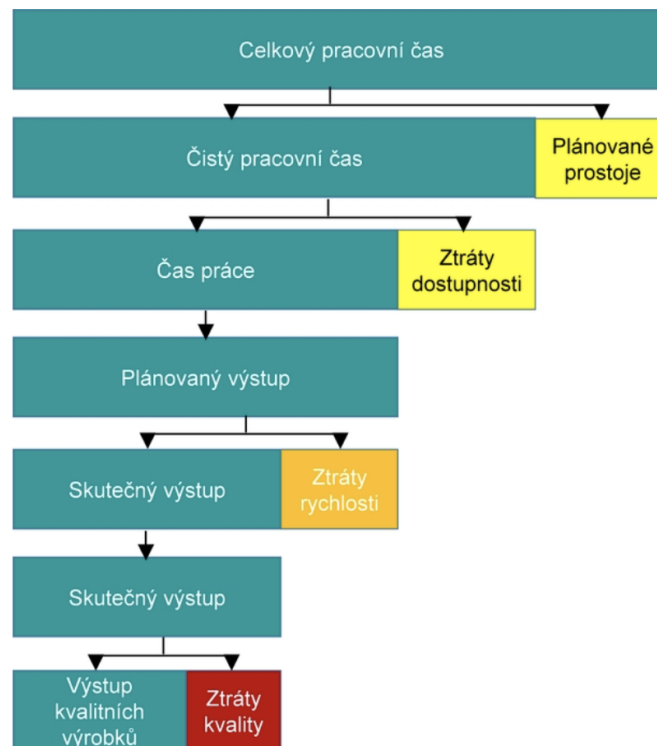 Celkový pracovní čas
Čistý pracovní čas
Plánované
prostoje
Čas práce
Ztráty
dostupnosti
Plánovaný výstup
Skutečný výstup
Ztráty
rychlosti
Skutečný výstup
Výstup
kvalitních
výrobků
Ztráty
kvality